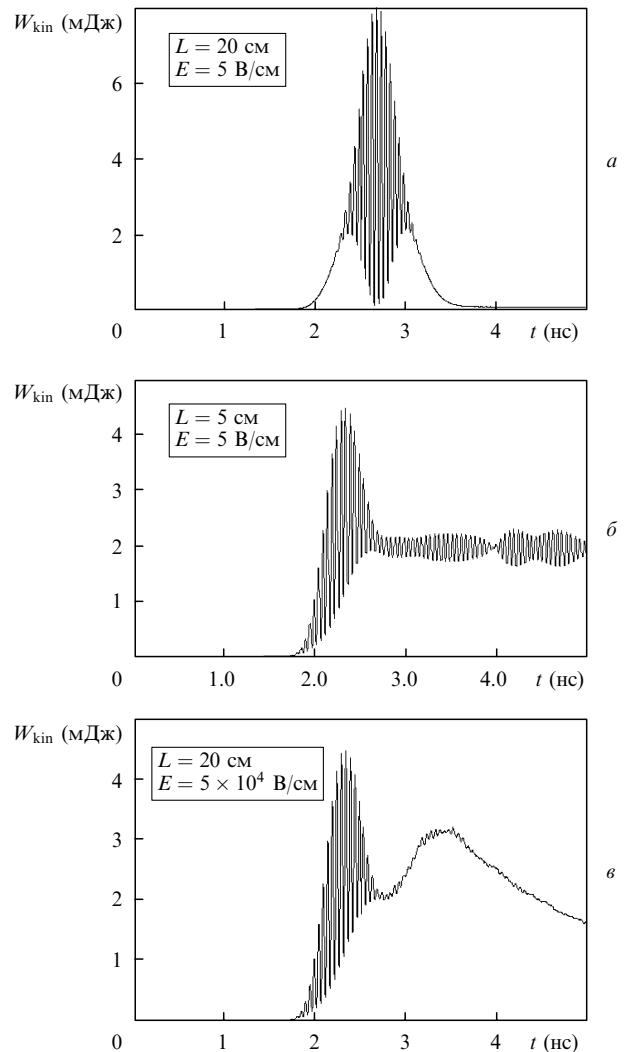 W_kin (мДж)
L = 20 см
E = 5 В/см
6
4
2
0
1
2
3
4
t (нс)
а
W_kin (мДж)
L = 5 см
E = 5 В/см
4
3
2
1
0
1.0
2.0
3.0
4.0
t (нс)
б
W_kin (мДж)
L = 20 см
E = 5 × 10⁴ В/см
4
3
2
1
0
1
2
3
4
t (нс)
в